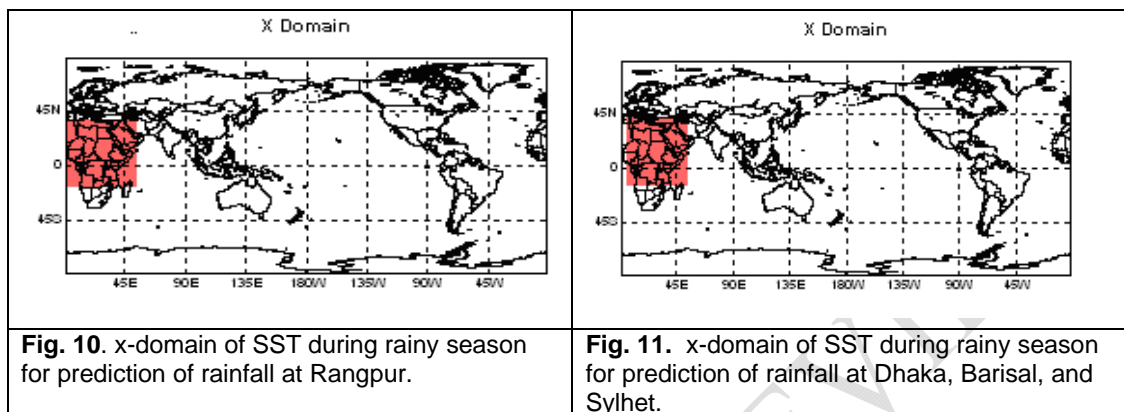 X Domain
45N
0
45S
45E 90E 135E 180W 135W 90W 45W
Fig. 10. x-domain of SST during rainy season
for prediction of rainfall at Rangpur.
X Domain
45N
0
45S
45E 90E 135E 180W 135W 90W 45W
Fig. 11. x-domain of SST during rainy season
for prediction of rainfall at Dhaka, Barisal, and
Sylhet.